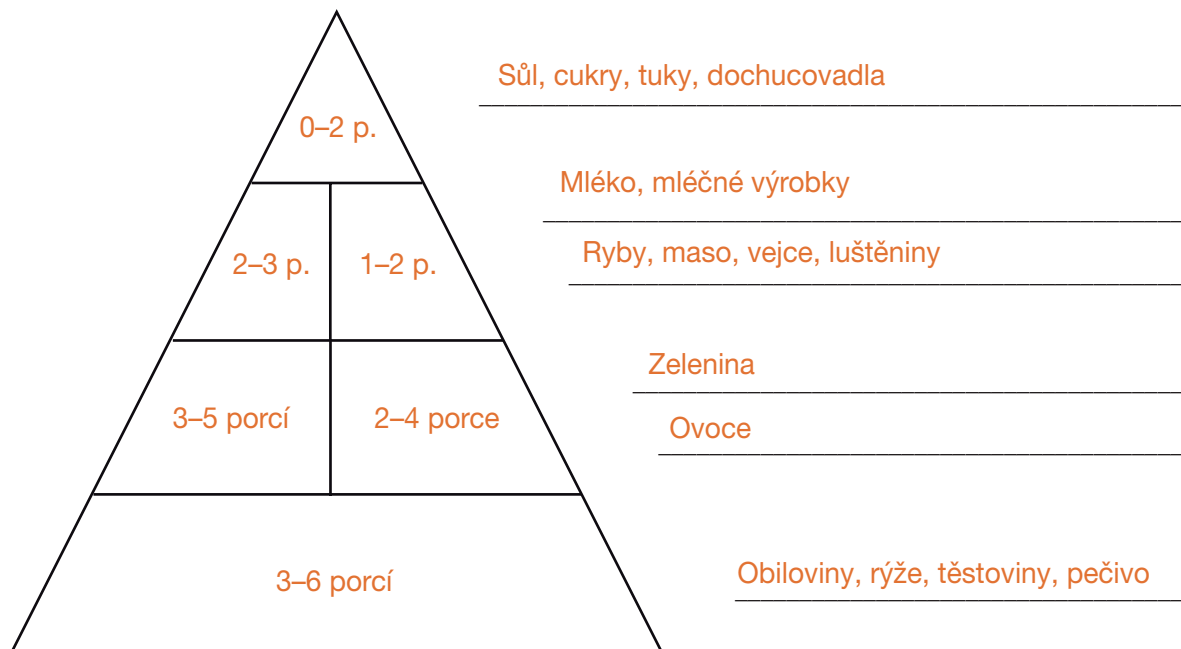 Sůl, cukry, tuky, dochucovadla
0–2 p.
Mléko, mléčné výrobky
2–3 p.
1–2 p.
Ryby, maso, vejce, luštěniny
Zelenina
3–5 porcí
2–4 porce
Ovoce
3–6 porcí
Obiloviny, rýže, těstoviny, pečivo